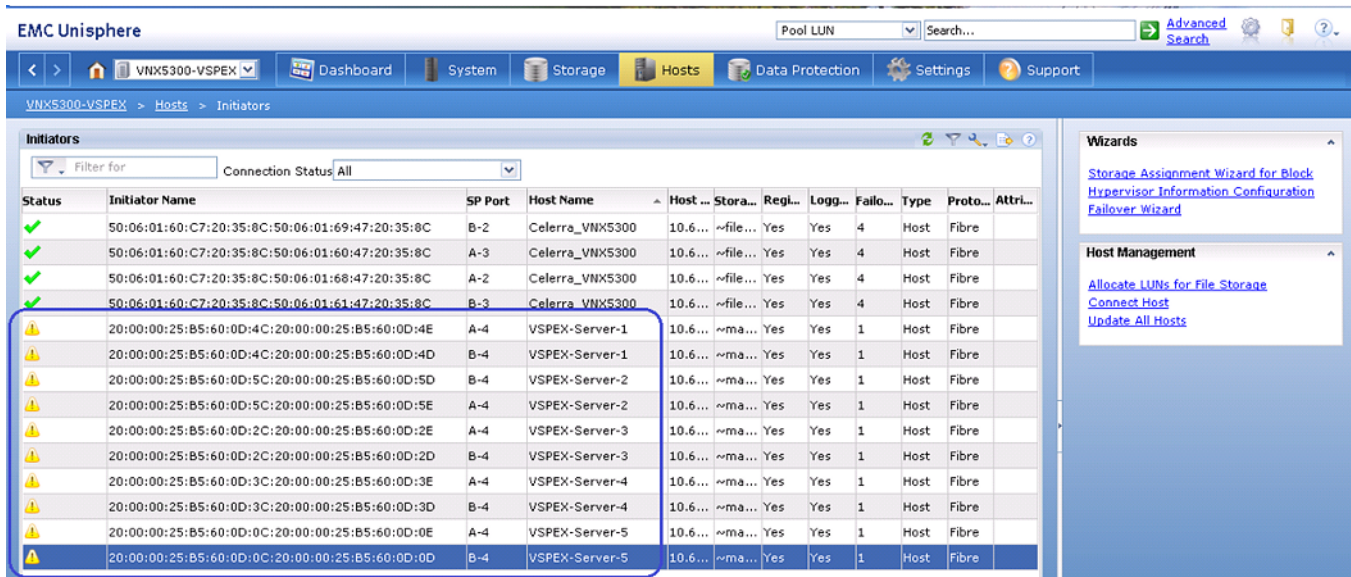 EMC Unisphere Pool LUN Search... Advanced Search
< > VNX5300-VSPEX Dashboard System Storage Hosts Data Protection Settings Support
VNX5300-VSPEX > Hosts > Initiators
Initiators
Filter for Connection Status All
Status Initiator Name SP Port Host Name Host ... Stora... Regi... Logg... Failo... Type Proto... Attri...
50:06:01:60:C7:20:35:8C:50:06:01:69:47:20:35:8C B-2 Celerra_VNX5300 10.6... ~file... Yes Yes 4 Host Fibre
50:06:01:60:C7:20:35:8C:50:06:01:60:47:20:35:8C A-3 Celerra_VNX5300 10.6... ~file... Yes Yes 4 Host Fibre
50:06:01:60:C7:20:35:8C:50:06:01:68:47:20:35:8C A-2 Celerra_VNX5300 10.6... ~file... Yes Yes 4 Host Fibre
50:06:01:60:C7:20:35:8C:50:06:01:61:47:20:35:8C B-3 Celerra_VNX5300 10.6... ~file... Yes Yes 4 Host Fibre
20:00:00:25:B5:60:0D:4C:20:00:00:25:B5:60:0D:4E A-4 VSPEX-Server-1 10.6... ~ma... Yes Yes 1 Host Fibre
20:00:00:25:B5:60:0D:4C:20:00:00:25:B5:60:0D:4D B-4 VSPEX-Server-1 10.6... ~ma... Yes Yes 1 Host Fibre
20:00:00:25:B5:60:0D:5C:20:00:00:25:B5:60:0D:5D B-4 VSPEX-Server-2 10.6... ~ma... Yes Yes 1 Host Fibre
20:00:00:25:B5:60:0D:5C:20:00:00:25:B5:60:0D:5E A-4 VSPEX-Server-2 10.6... ~ma... Yes Yes 1 Host Fibre
20:00:00:25:B5:60:0D:2C:20:00:00:25:B5:60:0D:2E A-4 VSPEX-Server-3 10.6... ~ma... Yes Yes 1 Host Fibre
20:00:00:25:B5:60:0D:2C:20:00:00:25:B5:60:0D:2D B-4 VSPEX-Server-3 10.6... ~ma... Yes Yes 1 Host Fibre
20:00:00:25:B5:60:0D:3C:20:00:00:25:B5:60:0D:3E A-4 VSPEX-Server-4 10.6... ~ma... Yes Yes 1 Host Fibre
20:00:00:25:B5:60:0D:3C:20:00:00:25:B5:60:0D:3D B-4 VSPEX-Server-4 10.6... ~ma... Yes Yes 1 Host Fibre
20:00:00:25:B5:60:0D:0C:20:00:00:25:B5:60:0D:0E A-4 VSPEX-Server-5 10.6... ~ma... Yes Yes 1 Host Fibre
20:00:00:25:B5:60:0D:0C:20:00:00:25:B5:60:0D:0D B-4 VSPEX-Server-5 10.6... ~ma... Yes Yes 1 Host Fibre
Wizards
Storage Assignment Wizard for Block
Hypervisor Information Configuration
Failover Wizard
Host Management
Allocate LUNs for File Storage
Connect Host
Update All Hosts